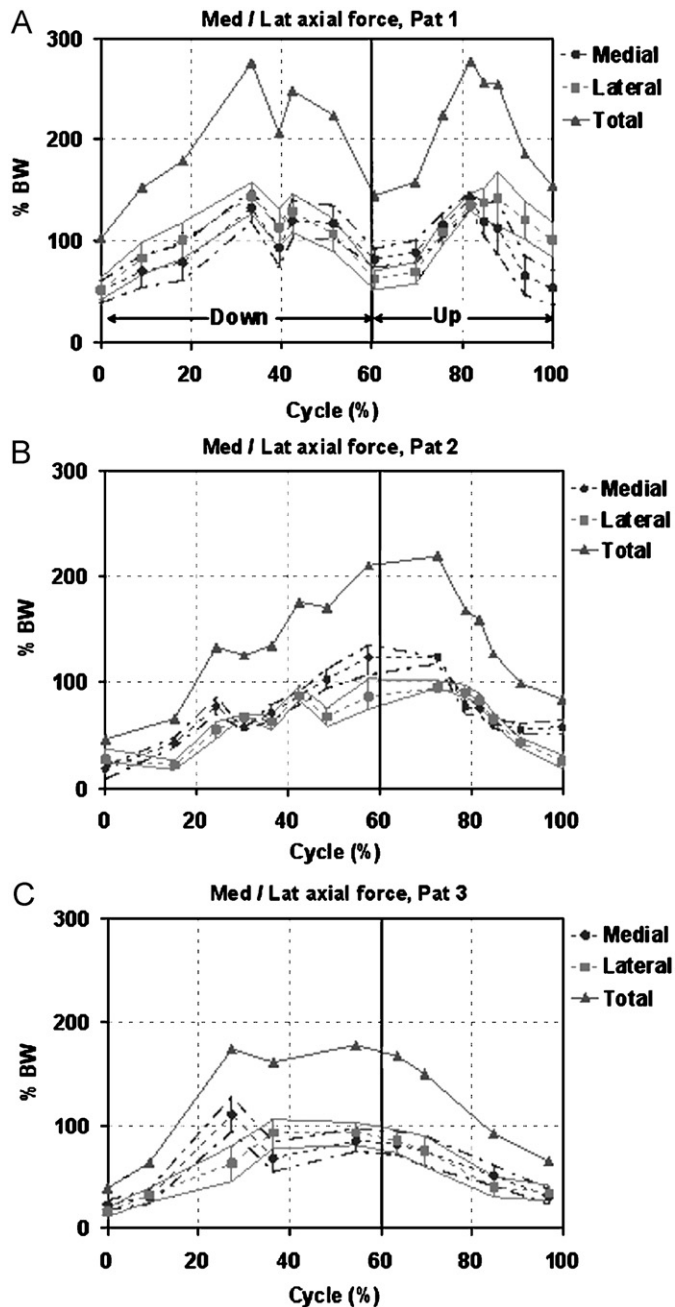 A
Med / Lat axial force, Pat 1
300
200
100
0
% BW
Medial
Lateral
Total
Down
Up
0
20
40
60
80
100
Cycle (%)
B
Med / Lat axial force, Pat 2
300
200
100
0
% BW
Medial
Lateral
Total
0
20
40
60
80
100
Cycle (%)
C
Med / Lat axial force, Pat 3
300
200
100
0
% BW
Medial
Lateral
Total
0
20
40
60
80
100
Cycle (%)